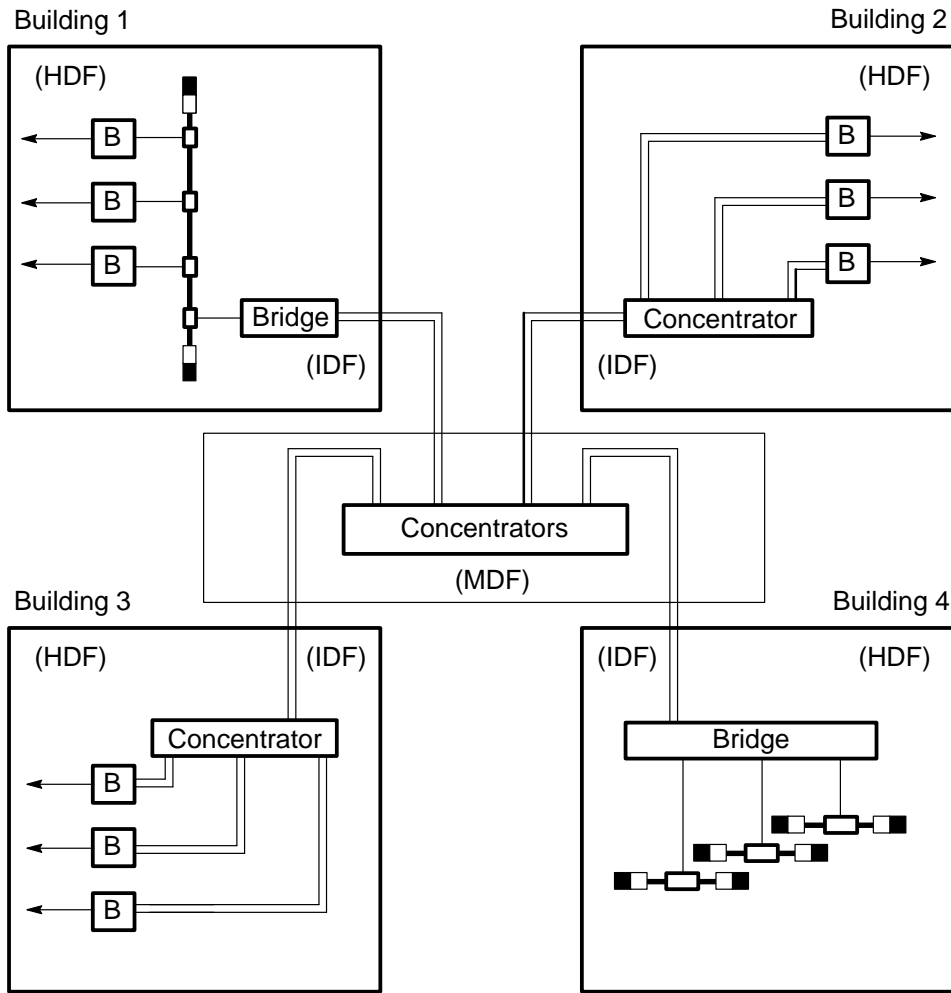 Building 1
(HDF)
B
B
B
Bridge
(IDF)
Building 2
(HDF)
B
B
B
Concentrator
(IDF)
Concentrators
(MDF)
Building 3
(HDF)
(IDF)
Concentrator
B
B
B
Building 4
(IDF)
(HDF)
Bridge